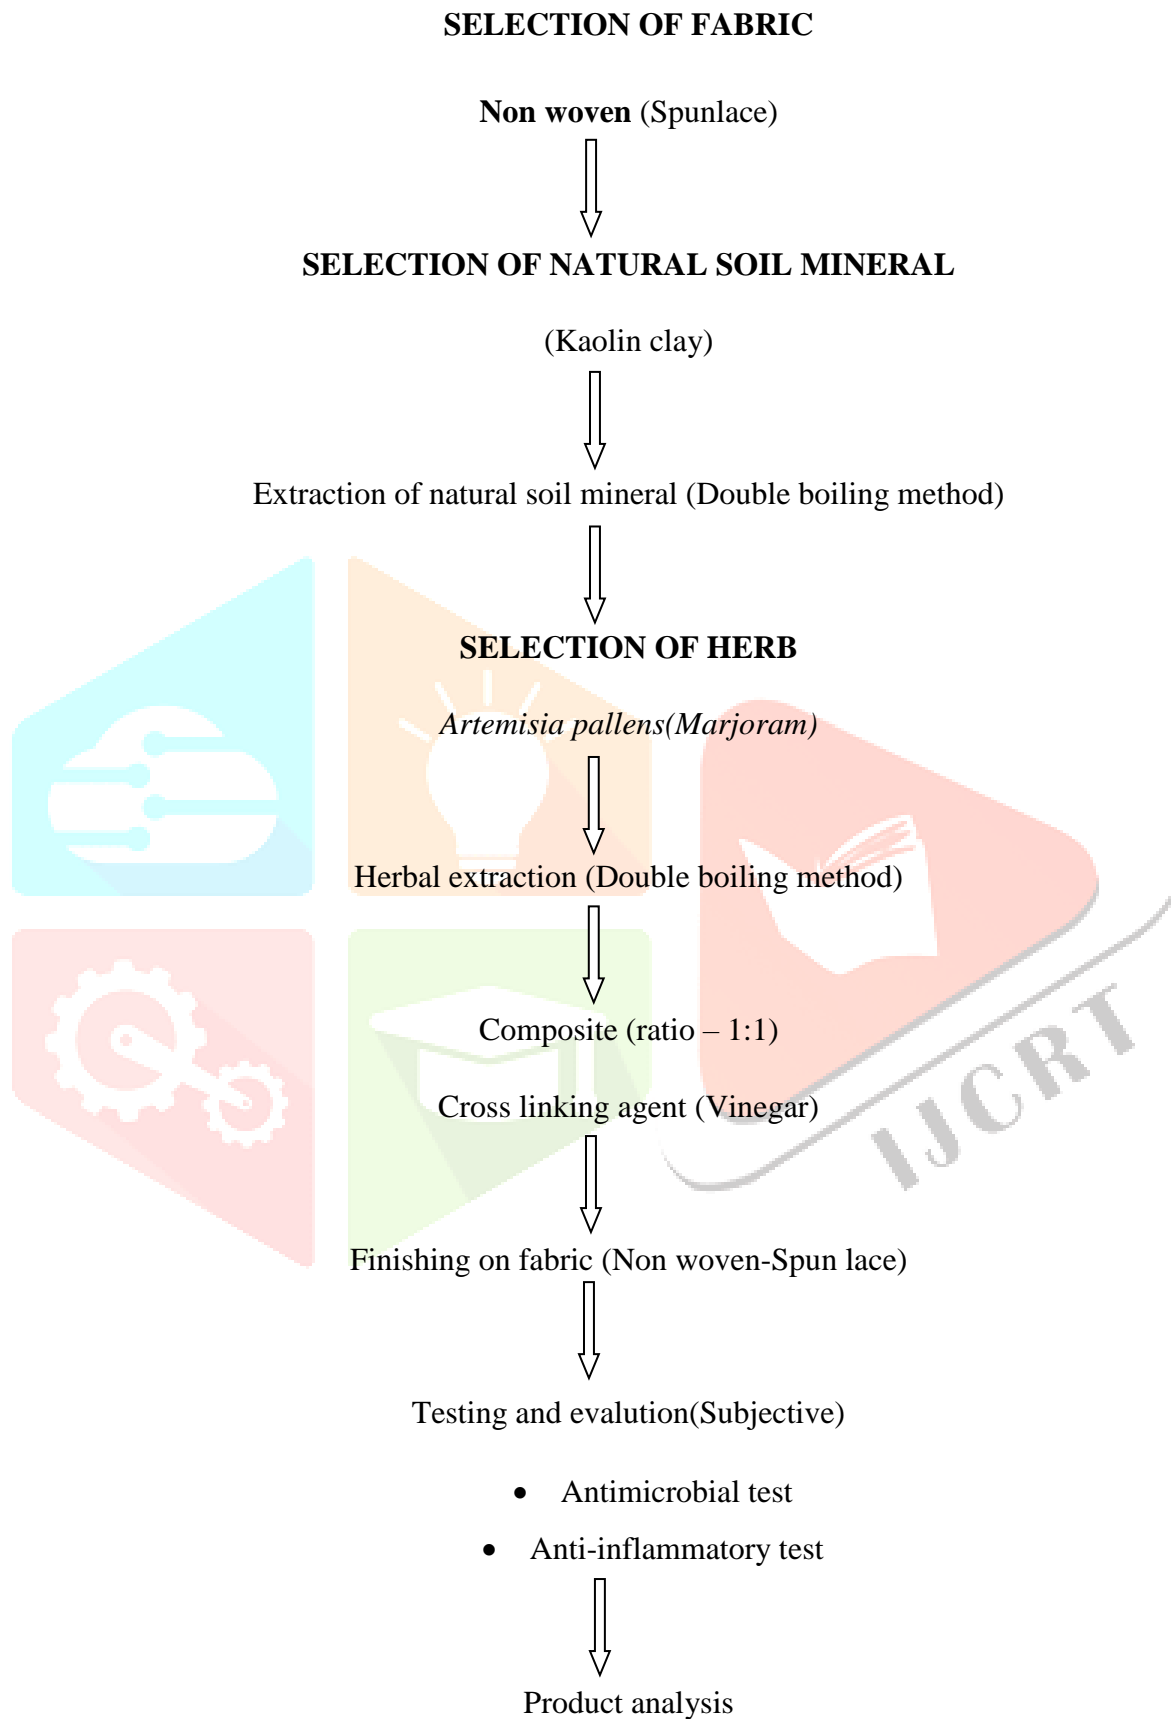 SELECTION OF FABRIC
Non woven (Spunlace)
SELECTION OF NATURAL SOIL MINERAL
(Kaolin clay)
Extraction of natural soil mineral (Double boiling method)
SELECTION OF HERB
Artemisia pallens(Marjoram)
Herbal extraction (Double boiling method)
Composite (ratio – 1:1)
Cross linking agent (Vinegar)
IJCRT
Finishing on fabric (Non woven-Spun lace)
Testing and evalution(Subjective)
• Antimicrobial test
• Anti-inflammatory test
Product analysis